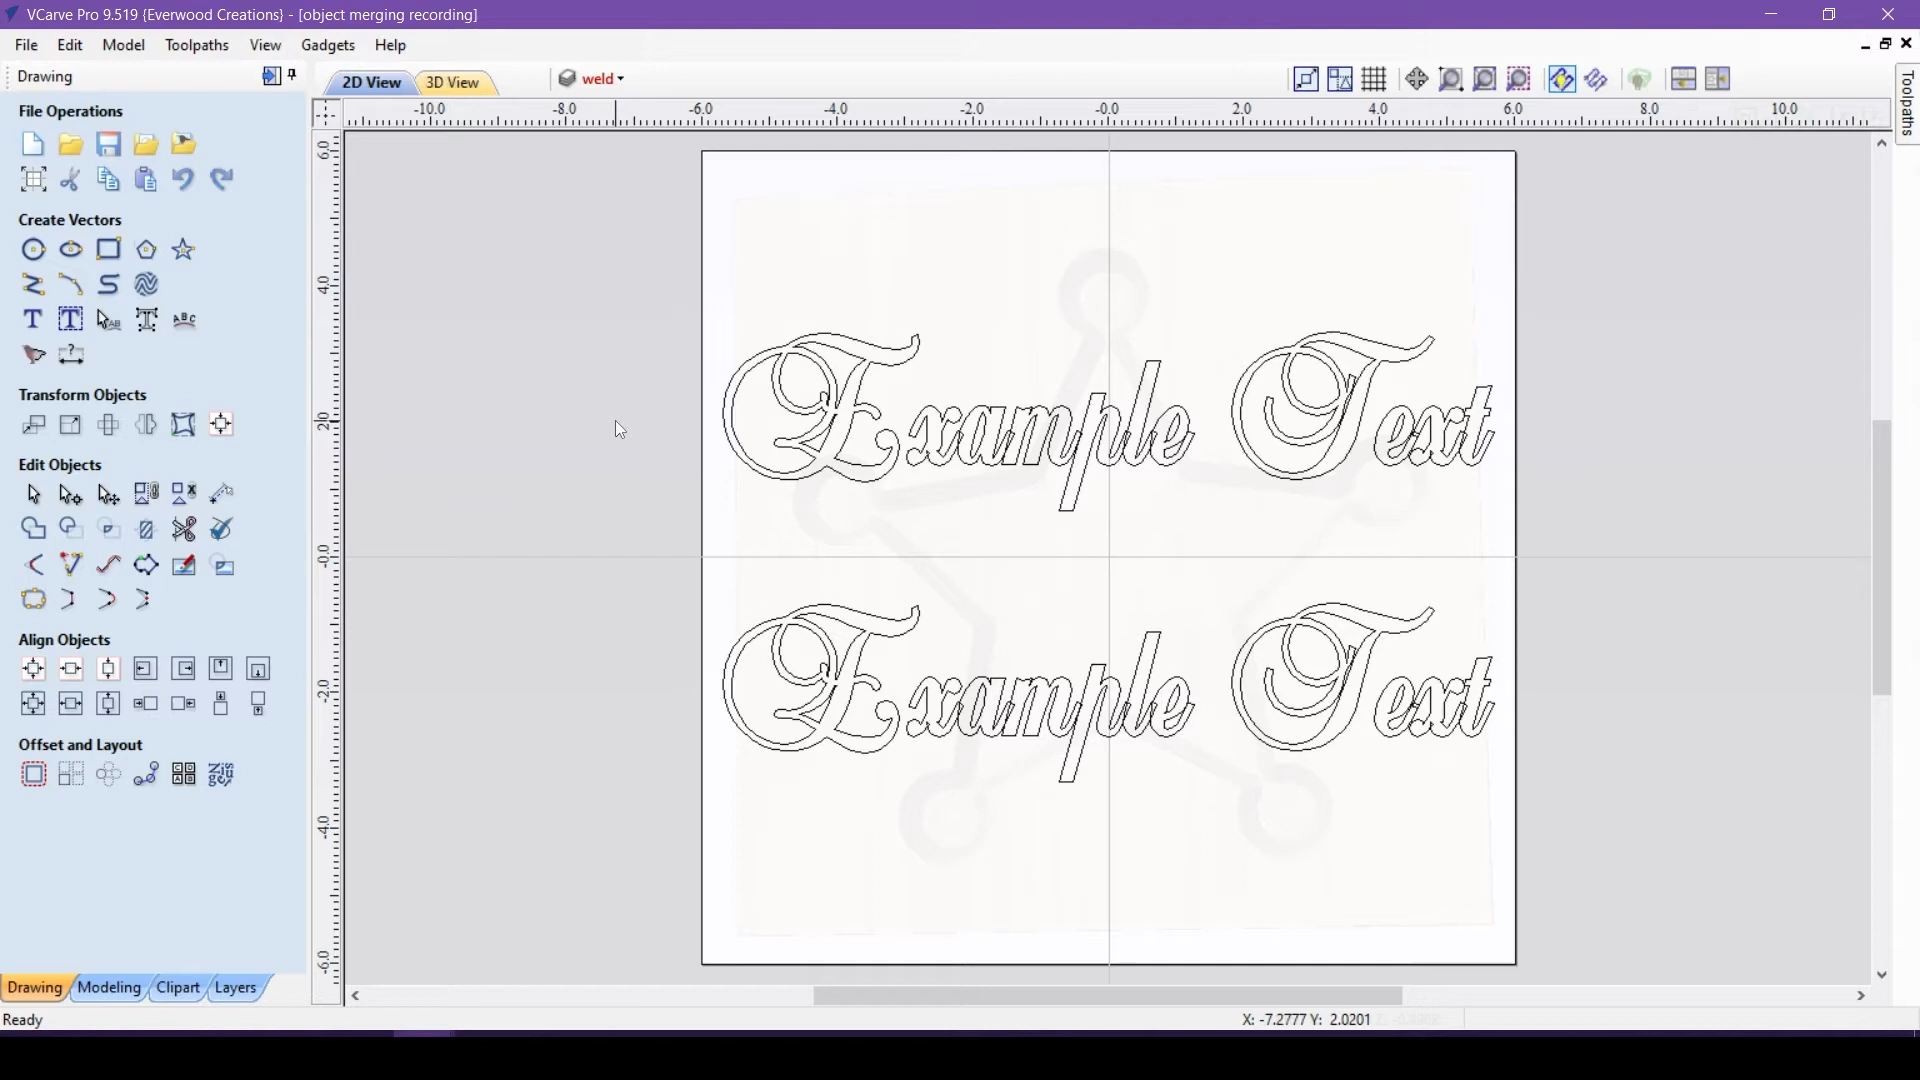 VCarve Pro 9.519 {Everwood Creations} - [object merging recording]
File Edit Model Toolpaths View Gadgets Help
Drawing
2D View 3D View weld
Toolpaths
File Operations
Create Vectors
Transform Objects
Edit Objects
Align Objects
Offset and Layout
-10.0 -8.0 -6.0 -4.0 -2.0 -0.0 2.0 4.0 6.0 8.0 10.0
6.0
4.0
2.0
-0.0
-2.0
-4.0
-6.0
Example Text
Example Text
Drawing Modeling Clipart Layers
Ready
X: -7.2777 Y: 2.0201